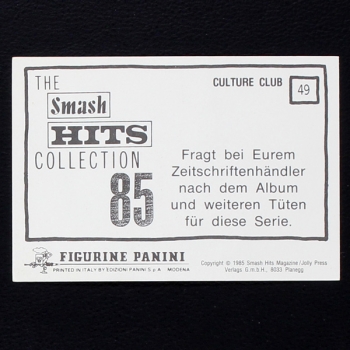 THE
Smash
HITS
COLLECTION
85
CULTURE CLUB 49
Fragt bei Eurem
Zeitschriftenhändler
nach dem Album
und weiteren Tüten
für diese Serie.
FIGURINE PANINI
PRINTED IN ITALY BY EDIZIONI PANINI S.p.A. MODENA
Copyright © 1985 Smash Hits Magazine/Jolly Press
Verlags G.m.b.H., 8033 Planegg